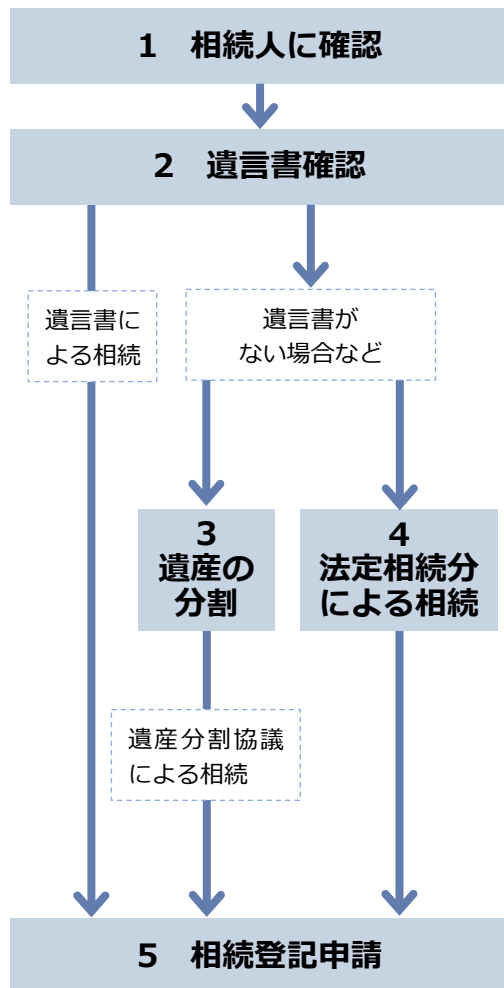 1　相続人に確認
2　遺言書確認
遺言書に
よる相続
遺言書が
ない場合など
3
遺産の
分割
4
法定相続分
による相続
遺産分割協議
による相続
5　相続登記申請